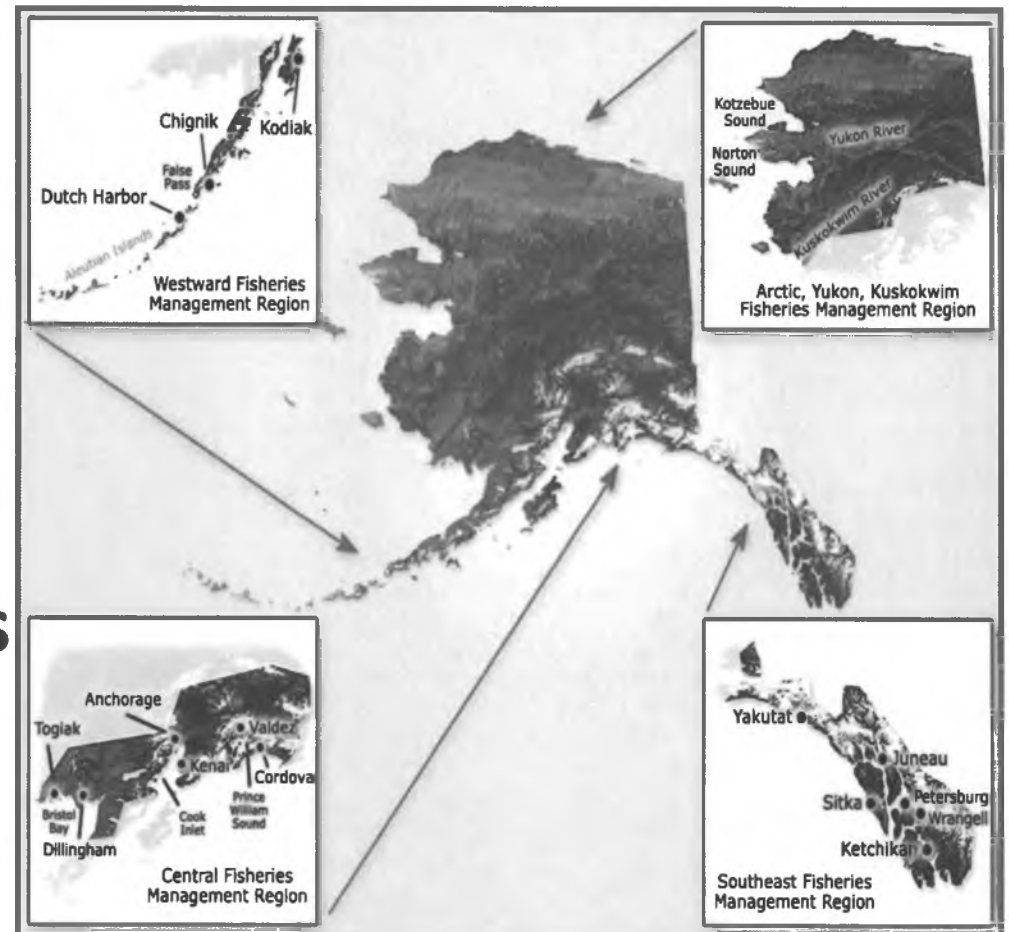 Chignik
Kodiak
False
Pass
Dutch Harbor
Aleutian Islands
Westward Fisheries
Management Region
Kotzebue
Sound
Yukon River
Norton
Sound
Kuskokwim River
Arctic, Yukon, Kuskokwim
Fisheries Management Region
s
Anchorage
Togiak
Valdez
Kenai
Cordova
Bristol
Bay
Cook
Inlet
Prince
William
Sound
Dillingham
Central Fisheries
Management Region
Yakutat
Juneau
Sitka
Petersburg
Wrangell
Ketchikan
Southeast Fisheries
Management Region